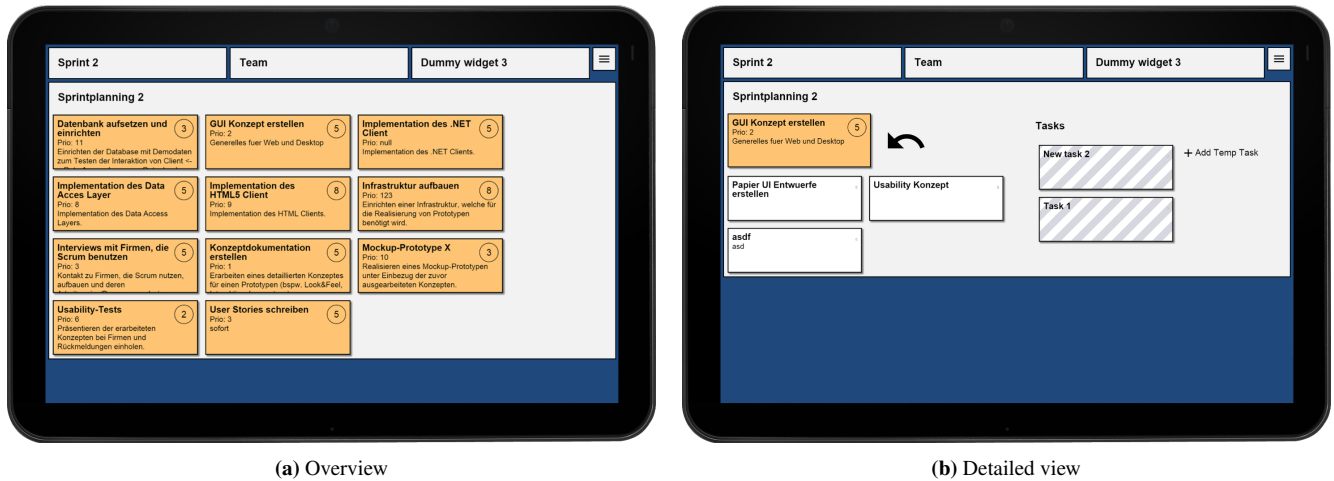 Sprint 2
Team
Dummy widget 3
Sprintplanning 2
Datenbank aufsetzen und
einrichten
3
Prio: 11
Einrichten der Database mit Demodaten
zum Testen der Interaktion von Client <-
GUI Konzept erstellen
5
Prio: 2
Generelles fuer Web und Desktop
Implementation des .NET
Client
5
Prio: null
Implementation des .NET Clients.
Implementation des Data
Acces Layer
5
Prio: 8
Implementation des Data Access
Layers.
Implementation des
HTML5 Client
8
Prio: 9
Implementation des HTML Clients.
Infrastruktur aufbauen
8
Prio: 123
Einrichten einer Infrastruktur, welche für
die Realisierung von Prototypen
benötigt wird.
Interviews mit Firmen, die
Scrum benutzen
5
Prio: 3
Kontakt zu Firmen, die Scrum nutzen,
aufbauen und deren
Konzeptdokumentation
erstellen
5
Prio: 1
Erarbeiten eines detaillierten Konzeptes
für einen Prototypen (bspw. Look&Feel,
Mockup-Prototype X
3
Prio: 10
Realisieren eines Mockup-Prototypen
unter Einbezug der zuvor
ausgearbeiteten Konzepten.
Usability-Tests
2
Prio: 6
Präsentieren der erarbeiteten
Konzepten bei Firmen und
Rückmeldungen einholen.
User Stories schreiben
5
Prio: 3
sofort
(a) Overview
Sprint 2
Team
Dummy widget 3
Sprintplanning 2
GUI Konzept erstellen
5
Prio: 2
Generelles fuer Web und Desktop
Papier UI Entwuerfe
erstellen
Usability Konzept
asdf
asd
Tasks
New task 2
+ Add Temp Task
Task 1
(b) Detailed view